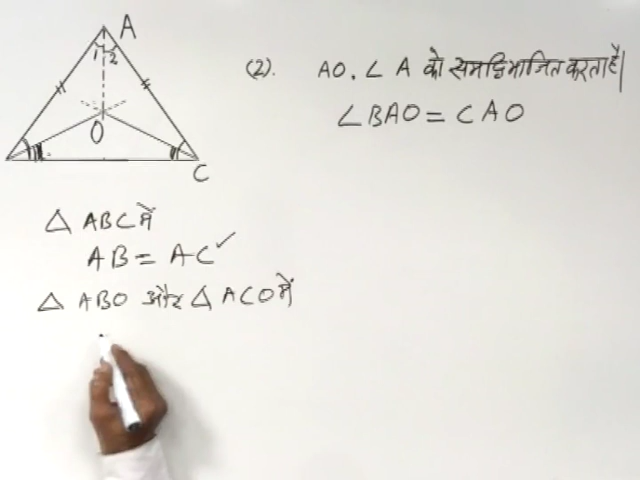 A
1 2
O
C
(2). AO, ∠ A को समद्विभाजित करता है|
∠BAO = CAO
△ ABC में
AB = AC ✓
△ ABO और △ ACO में